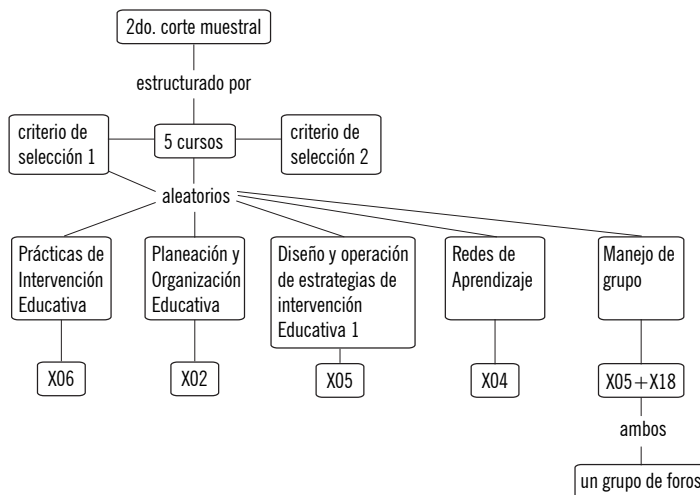 2do. corte muestral
estructurado por
criterio de
selección 1
5 cursos
criterio de
selección 2
aleatorios
Prácticas de
Intervención
Educativa
Planeación y
Organización
Educativa
Diseño y operación
de estrategias de
intervención
Educativa 1
Redes de
Aprendizaje
Manejo de
grupo
X06
X02
X05
X04
X05+X18
ambos
un grupo de foros